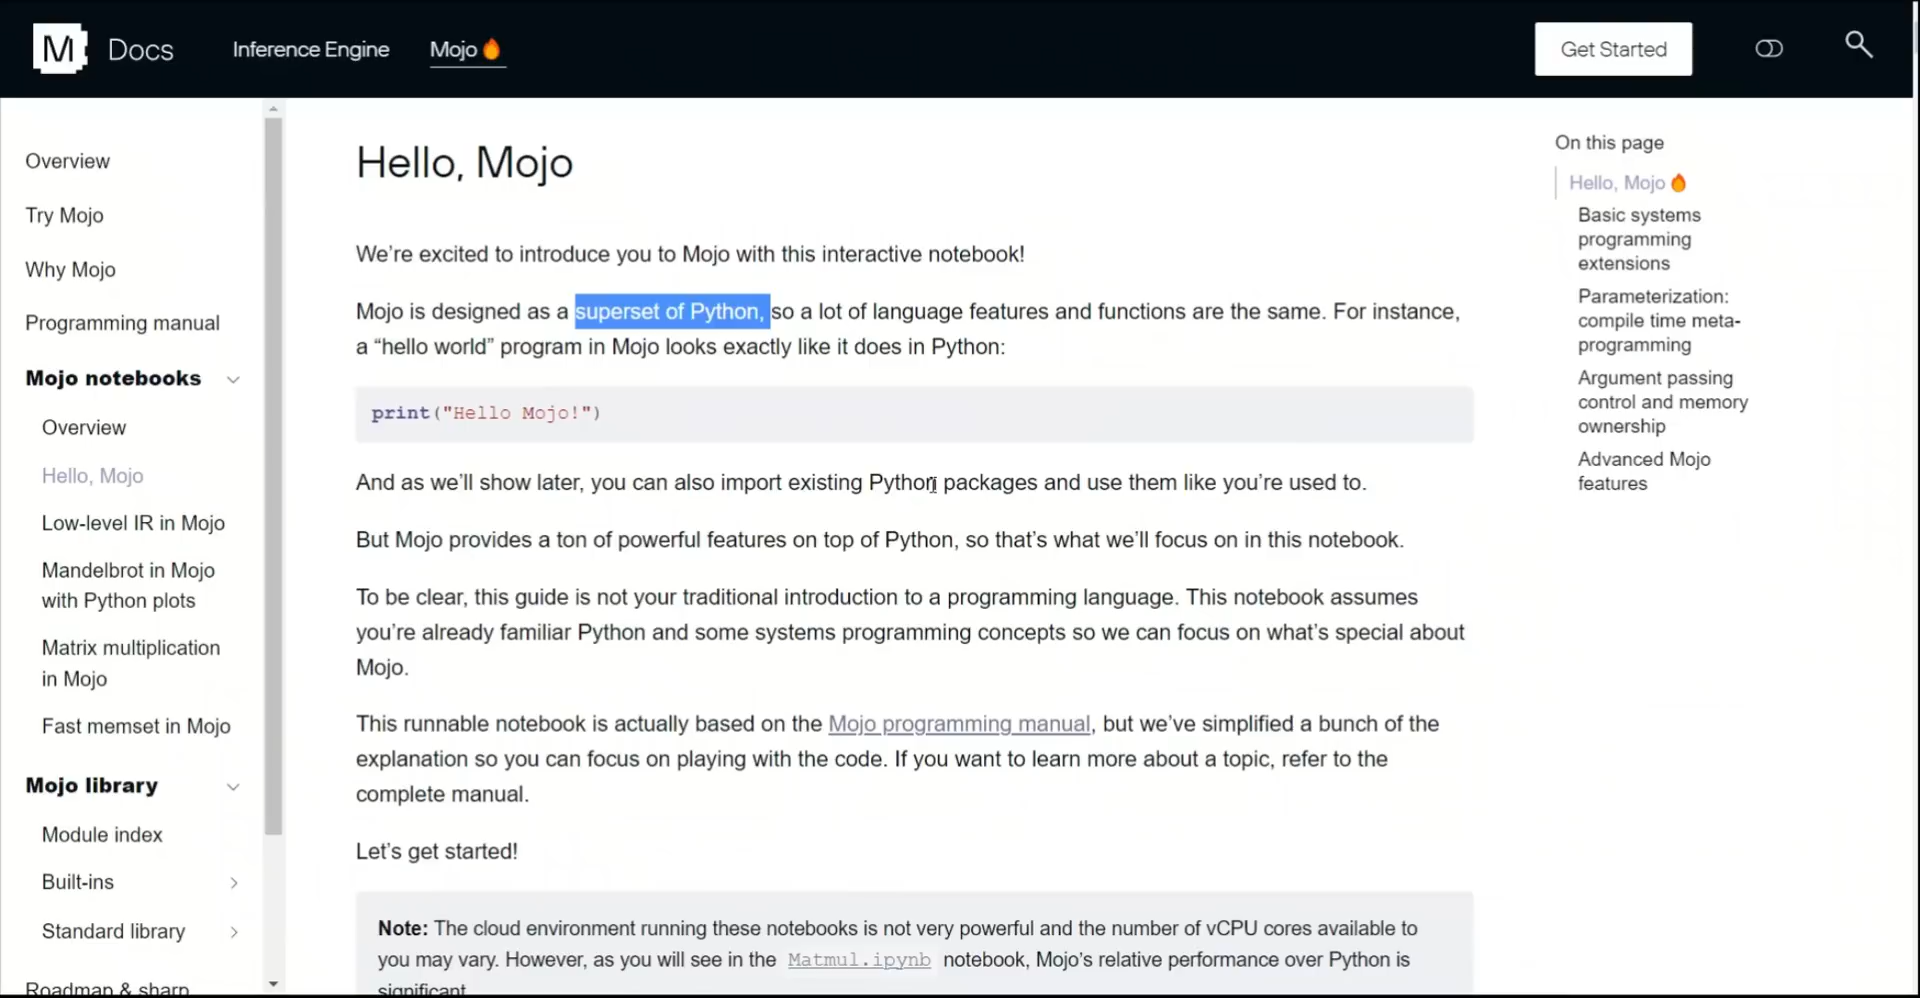 M Docs Inference Engine Mojo🔥 Get Started
Overview
Try Mojo
Why Mojo
Programming manual
Mojo notebooks
Overview
Hello, Mojo
Low-level IR in Mojo
Mandelbrot in Mojo
with Python plots
Matrix multiplication
in Mojo
Fast memset in Mojo
Mojo library
Module index
Built-ins
Standard library
Roadmap & sharp
Hello, Mojo
We’re excited to introduce you to Mojo with this interactive notebook!
Mojo is designed as a superset of Python, so a lot of language features and functions are the same. For instance,
a “hello world” program in Mojo looks exactly like it does in Python:
print("Hello Mojo!")
And as we’ll show later, you can also import existing Python packages and use them like you’re used to.
But Mojo provides a ton of powerful features on top of Python, so that’s what we’ll focus on in this notebook.
To be clear, this guide is not your traditional introduction to a programming language. This notebook assumes
you’re already familiar Python and some systems programming concepts so we can focus on what’s special about
Mojo.
This runnable notebook is actually based on the Mojo programming manual, but we’ve simplified a bunch of the
explanation so you can focus on playing with the code. If you want to learn more about a topic, refer to the
complete manual.
Let’s get started!
Note: The cloud environment running these notebooks is not very powerful and the number of vCPU cores available to
you may vary. However, as you will see in the Matmul.ipynb notebook, Mojo’s relative performance over Python is
significant.
On this page
Hello, Mojo🔥
Basic systems
programming
extensions
Parameterization:
compile time meta-
programming
Argument passing
control and memory
ownership
Advanced Mojo
features